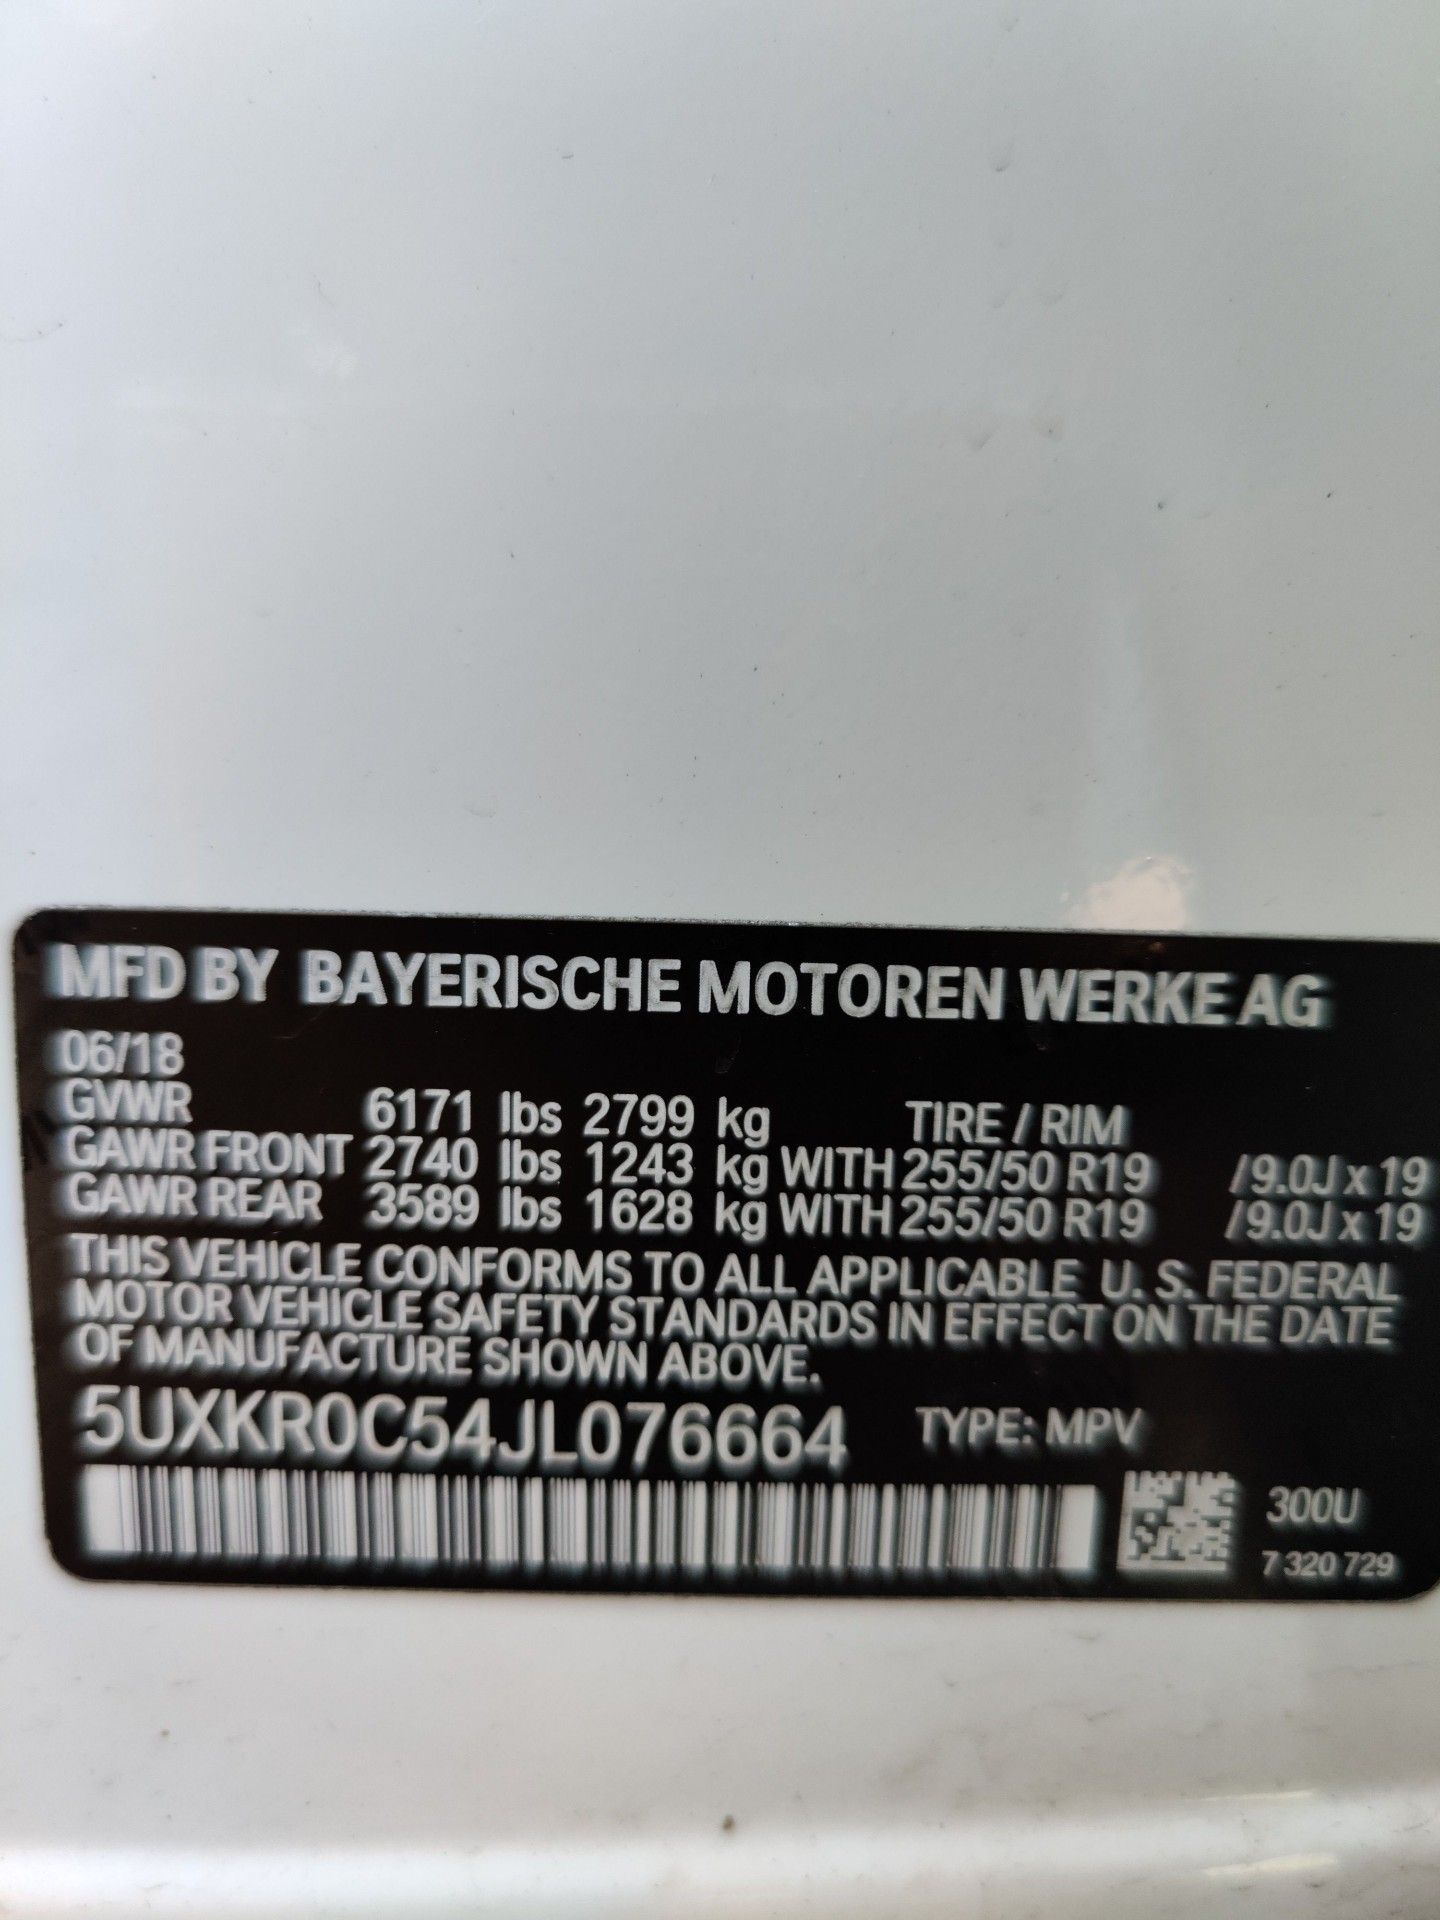 MFD BY BAYERISCHE MOTOREN WERKE AG
06/18
GVWR 6171 lbs 2799 kg TIRE / RIM
GAWR FRONT 2740 lbs 1243 kg WITH 255/50 R19 /9.0J x 19
GAWR REAR 3589 lbs 1628 kg WITH 255/50 R19 /9.0J x 19
THIS VEHICLE CONFORMS TO ALL APPLICABLE U. S. FEDERAL
MOTOR VEHICLE SAFETY STANDARDS IN EFFECT ON THE DATE
OF MANUFACTURE SHOWN ABOVE.
5UXKR0C54JL076664 TYPE: MPV
300U
7 320 729